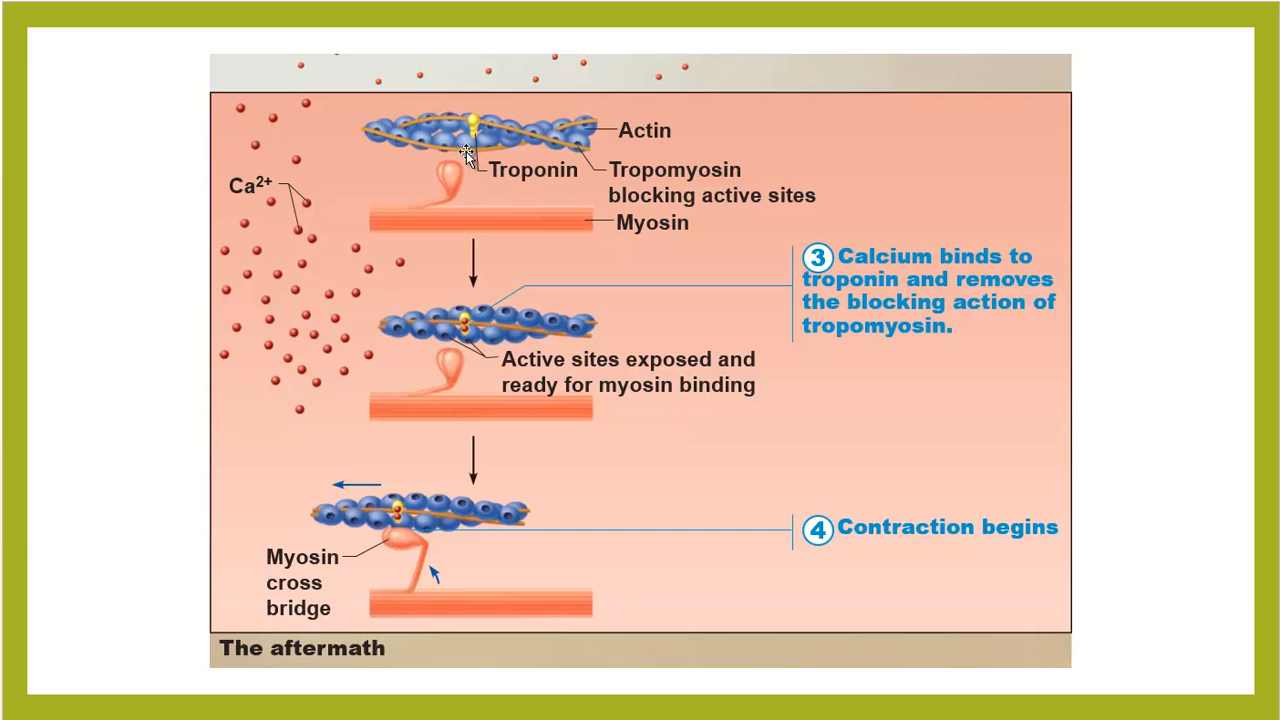 Actin
Troponin
Tropomyosin
blocking active sites
Ca²⁺
Myosin
3 Calcium binds to
troponin and removes
the blocking action of
tropomyosin.
Active sites exposed and
ready for myosin binding
4 Contraction begins
Myosin
cross
bridge
The aftermath